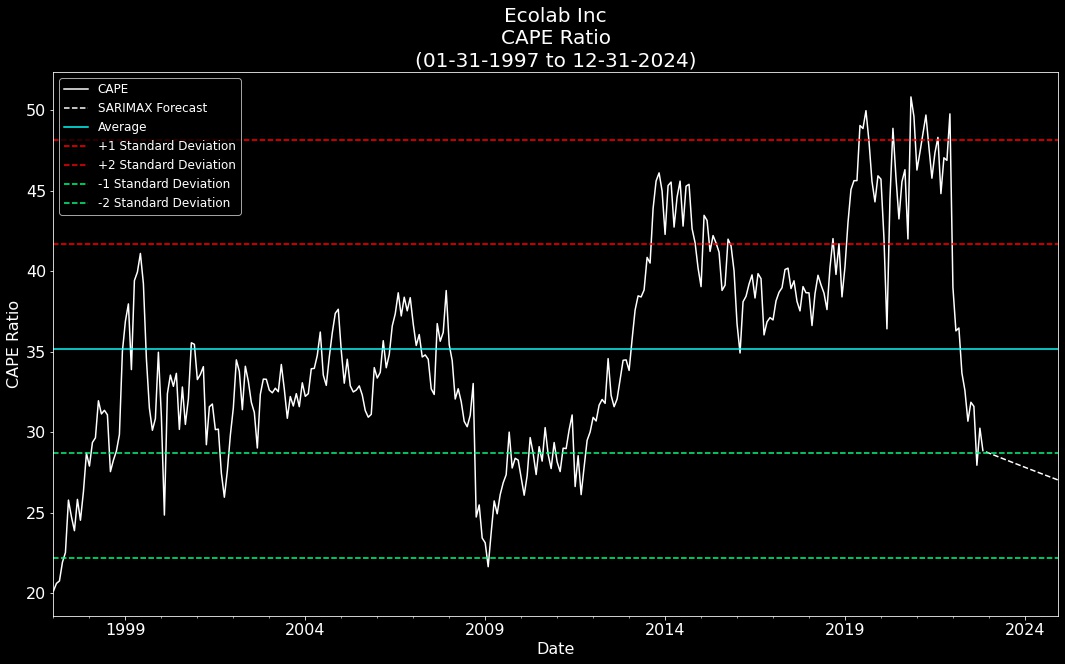 Ecolab Inc
CAPE Ratio
(01-31-1997 to 12-31-2024)
CAPE
SARIMAX Forecast
Average
+1 Standard Deviation
+2 Standard Deviation
-1 Standard Deviation
-2 Standard Deviation
50
45
40
35
30
25
20
CAPE Ratio
1999
2004
2009
2014
2019
2024
Date